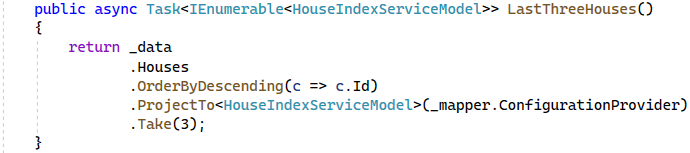 public async Task<IEnumerable<HouseIndexServiceModel>> LastThreeHouses()
{
return _data
.Houses
.OrderByDescending(c => c.Id)
.ProjectTo<HouseIndexServiceModel>(_mapper.ConfigurationProvider)
.Take(3);
}